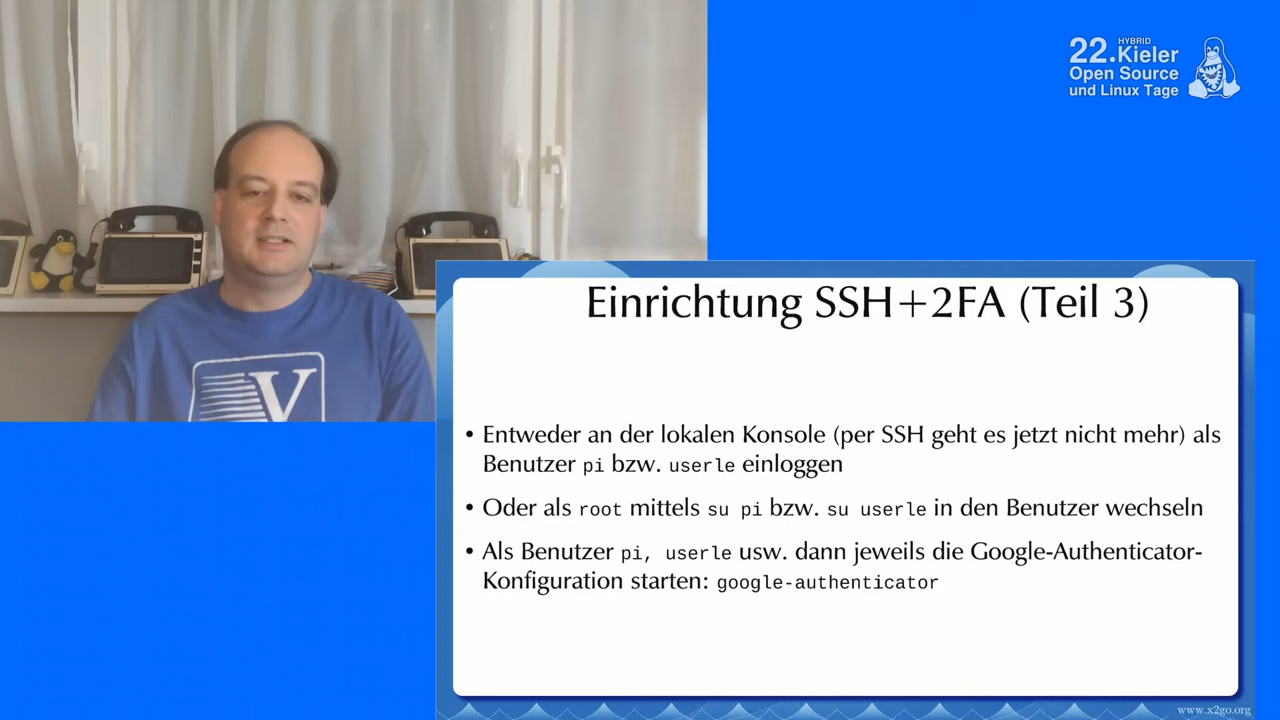 HYBRID
22.Kieler
Open Source
und Linux Tage
Einrichtung SSH+2FA (Teil 3)
• Entweder an der lokalen Konsole (per SSH geht es jetzt nicht mehr) als
Benutzer pi bzw. userle einloggen
• Oder als root mittels su pi bzw. su userle in den Benutzer wechseln
• Als Benutzer pi, userle usw. dann jeweils die Google-Authenticator-
Konfiguration starten: google-authenticator
www.x2go.org